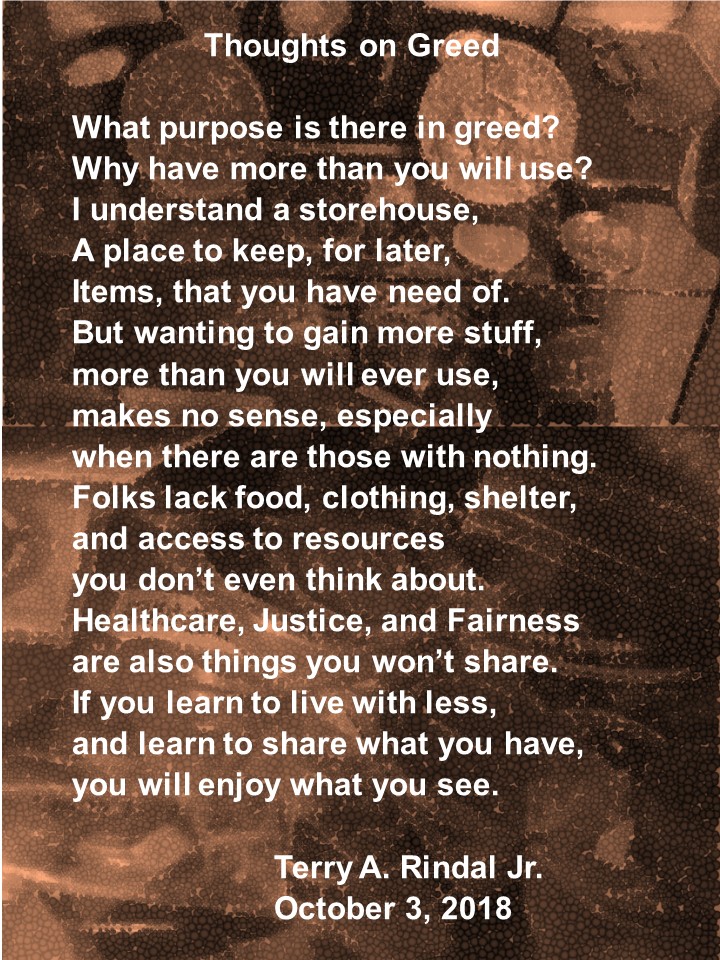 Thoughts on Greed
What purpose is there in greed?
Why have more than you will use?
I understand a storehouse,
A place to keep, for later,
Items, that you have need of.
But wanting to gain more stuff,
more than you will ever use,
makes no sense, especially
when there are those with nothing.
Folks lack food, clothing, shelter,
and access to resources
you don’t even think about.
Healthcare, Justice, and Fairness
are also things you won’t share.
If you learn to live with less,
and learn to share what you have,
you will enjoy what you see.
Terry A. Rindal Jr.
October 3, 2018